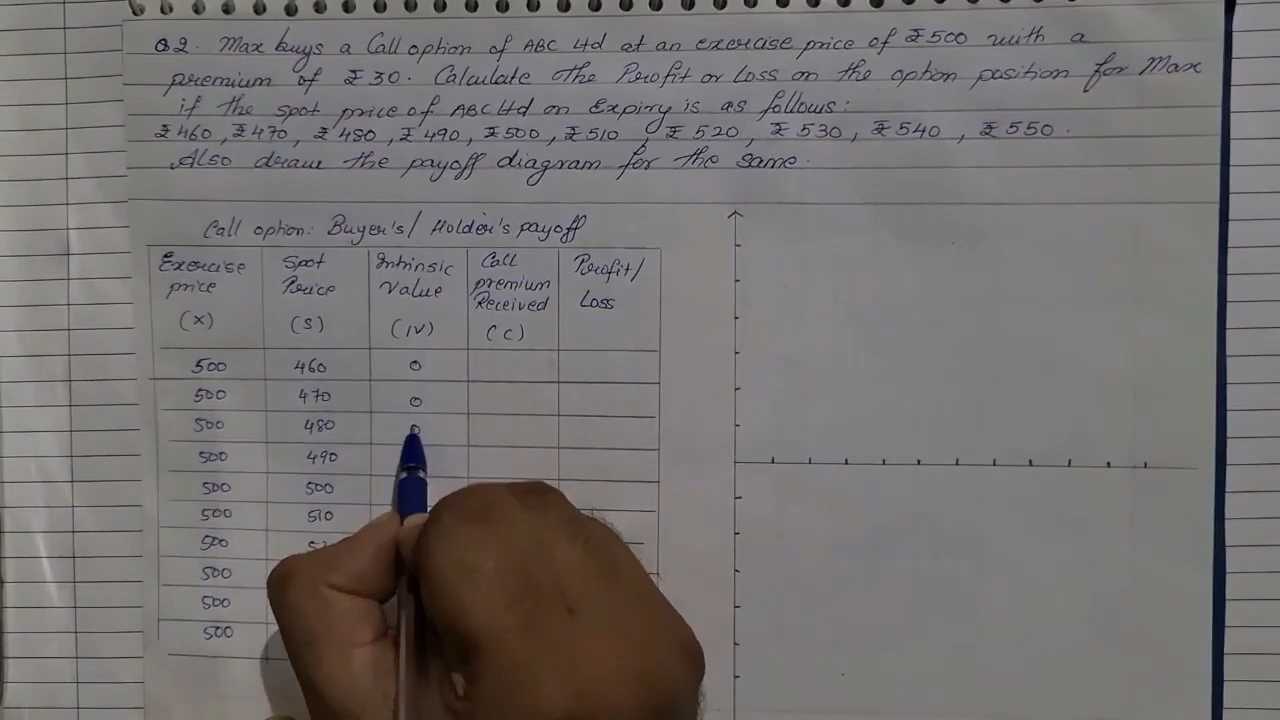 Q2. Max buys a Call option of ABC Ltd at an exercise price of ₹500 with a
premium of ₹30. Calculate the Profit or Loss on the option position for Max
if the spot price of ABC Ltd on Expiry is as follows:
₹460, ₹470, ₹480, ₹490, ₹500, ₹510, ₹520, ₹530, ₹540, ₹550.
Also draw the payoff diagram for the same.
Call option: Buyer's/Holder's payoff
Exercise price (X) Spot Price (S) Intrinsic Value (IV) Call premium Received (C) Profit/Loss
500 460 0
500 470 0
500 480 0
500 490
500 500
500 510
500
500
500
500